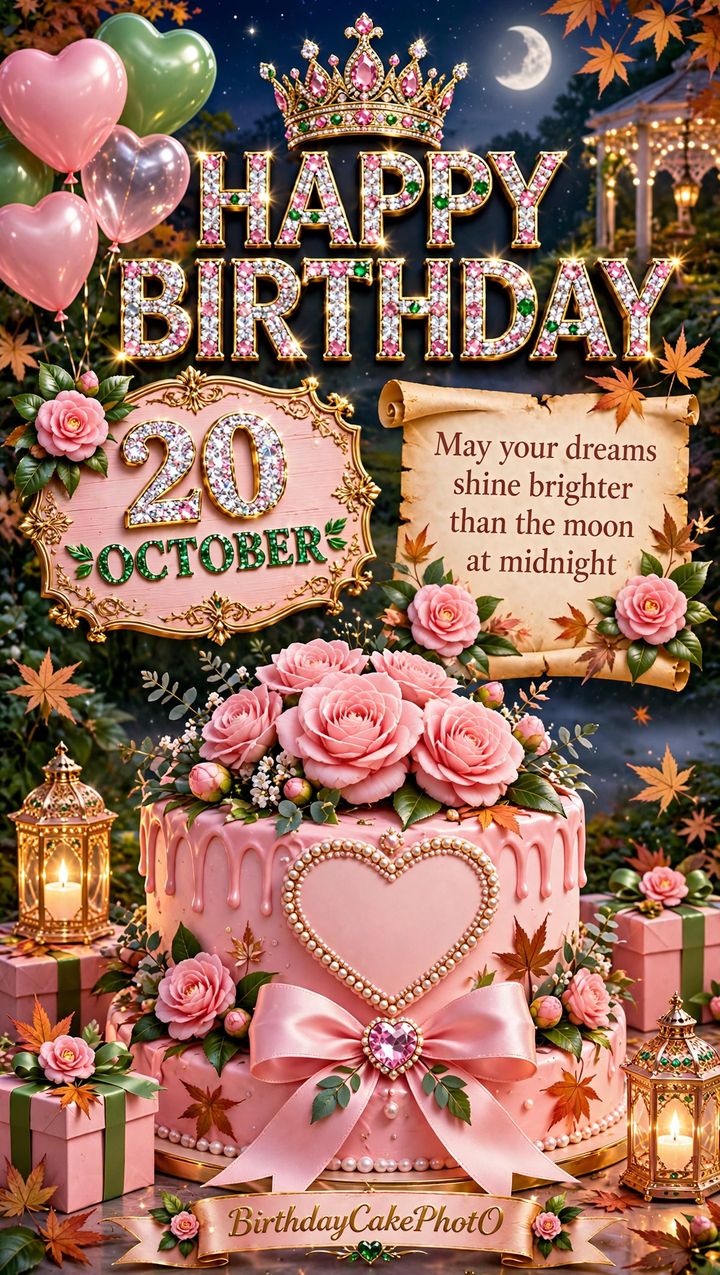 HAPPY
BIRTHDAY
20
OCTOBER
May your dreams
shine brighter
than the moon
at midnight
BirthdayCakePhotO